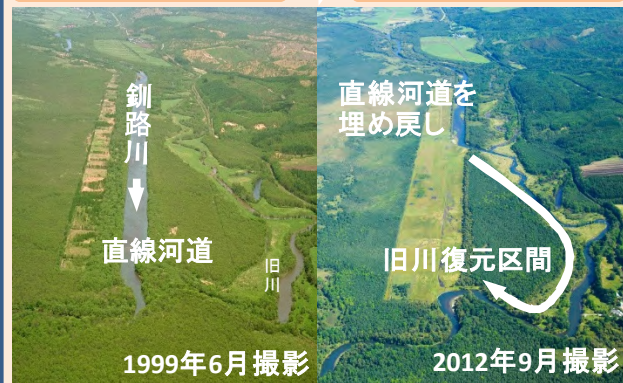 釧路川
直線河道
旧川
1999年6月撮影
直線河道を
埋め戻し
旧川復元区間
2012年9月撮影